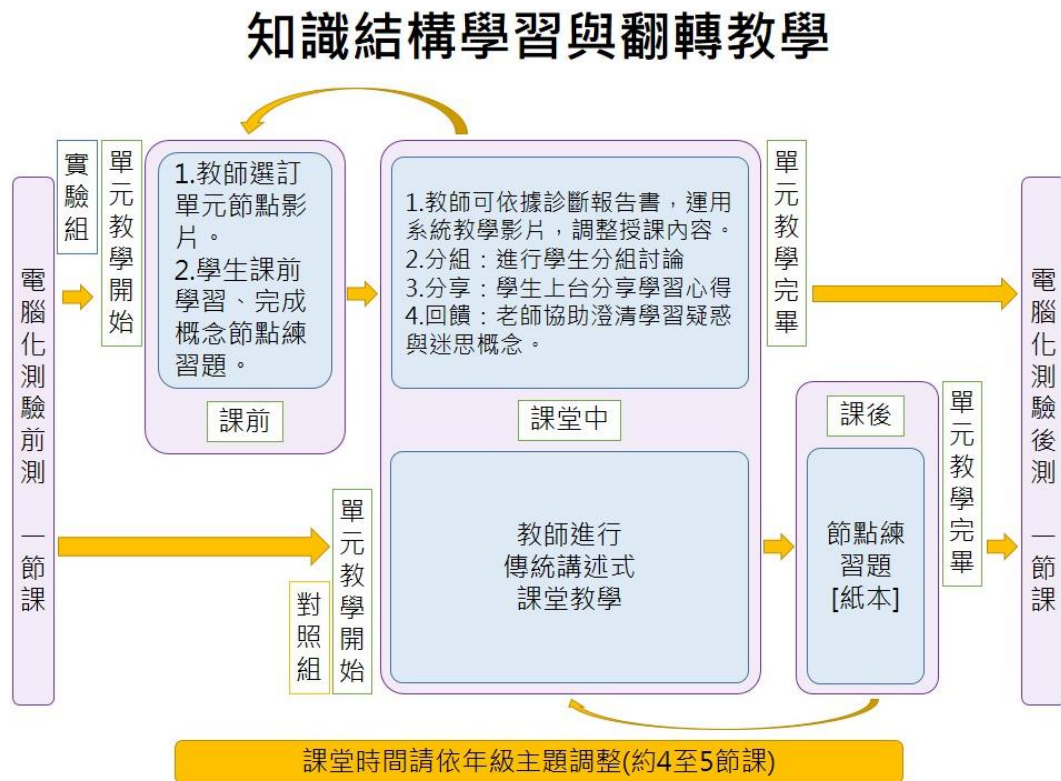 知識結構學習與翻轉教學
電腦化測驗前測 一節課
實驗組
單元教學開始
1.教師選訂
單元節點影
片。
2.學生課前
學習、完成
概念節點練
習題。
課前
1.教師可依據診斷報告書，運用
系統教學影片，調整授課內容。
2.分組：進行學生分組討論
3.分享：學生上台分享學習心得
4.回饋：老師協助澄清學習疑惑
與迷思概念。
課堂中
單元教學完畢
對照組
單元教學開始
教師進行
傳統講述式
課堂教學
課後
節點練
習題
[紙本]
單元教學完畢
電腦化測驗後測 一節課
課堂時間請依年級主題調整(約4至5節課)